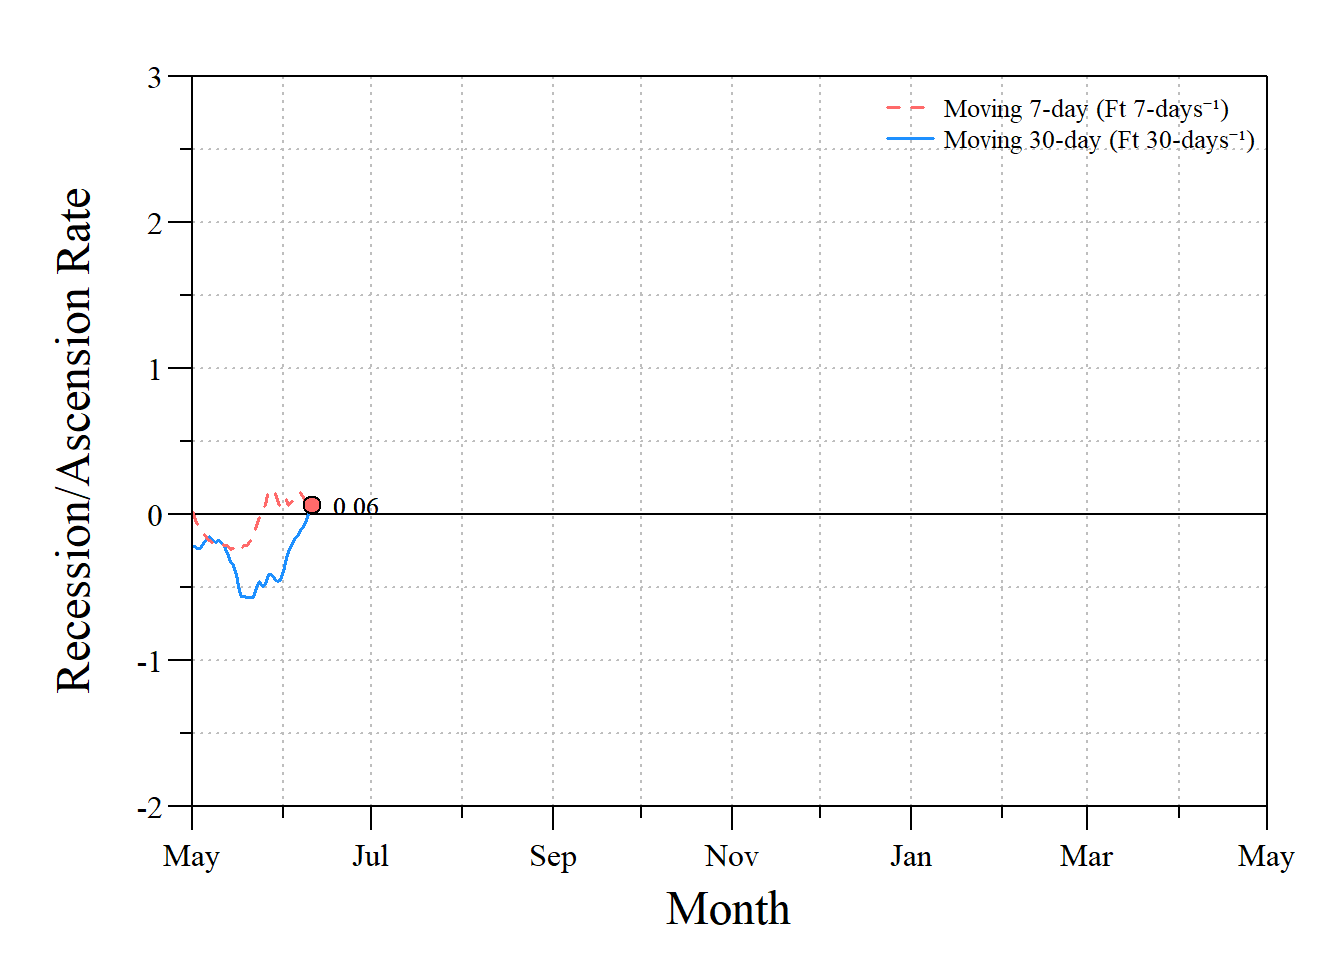 Moving 7-day (Ft 7-days⁻¹)
Moving 30-day (Ft 30-days⁻¹)
3
2
1
0
-1
-2
Recession/Ascension Rate
0.06
May Jul Sep Nov Jan Mar May
Month